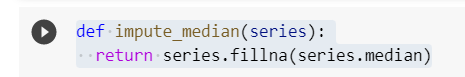 def impute_median(series):
  return series.fillna(series.median)